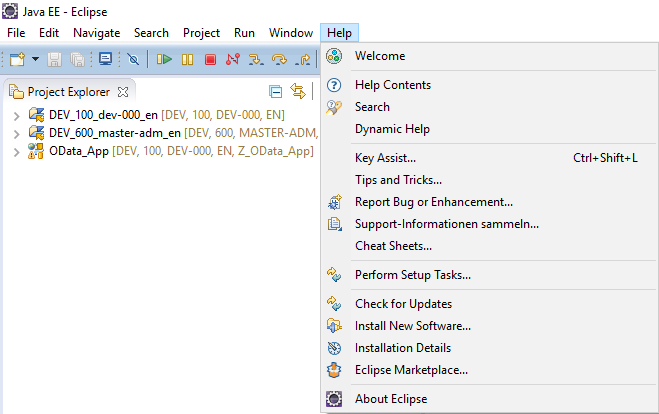 Java EE - Eclipse
File Edit Navigate Search Project Run Window Help
Project Explorer
DEV_100_dev-000_en [DEV, 100, DEV-000, EN]
DEV_600_master-adm_en [DEV, 600, MASTER-ADM,
OData_App [DEV, 100, DEV-000, EN, Z_OData_App]
Welcome
Help Contents
Search
Dynamic Help
Key Assist... Ctrl+Shift+L
Tips and Tricks...
Report Bug or Enhancement...
Support-Informationen sammeln...
Cheat Sheets...
Perform Setup Tasks...
Check for Updates
Install New Software...
Installation Details
Eclipse Marketplace...
About Eclipse